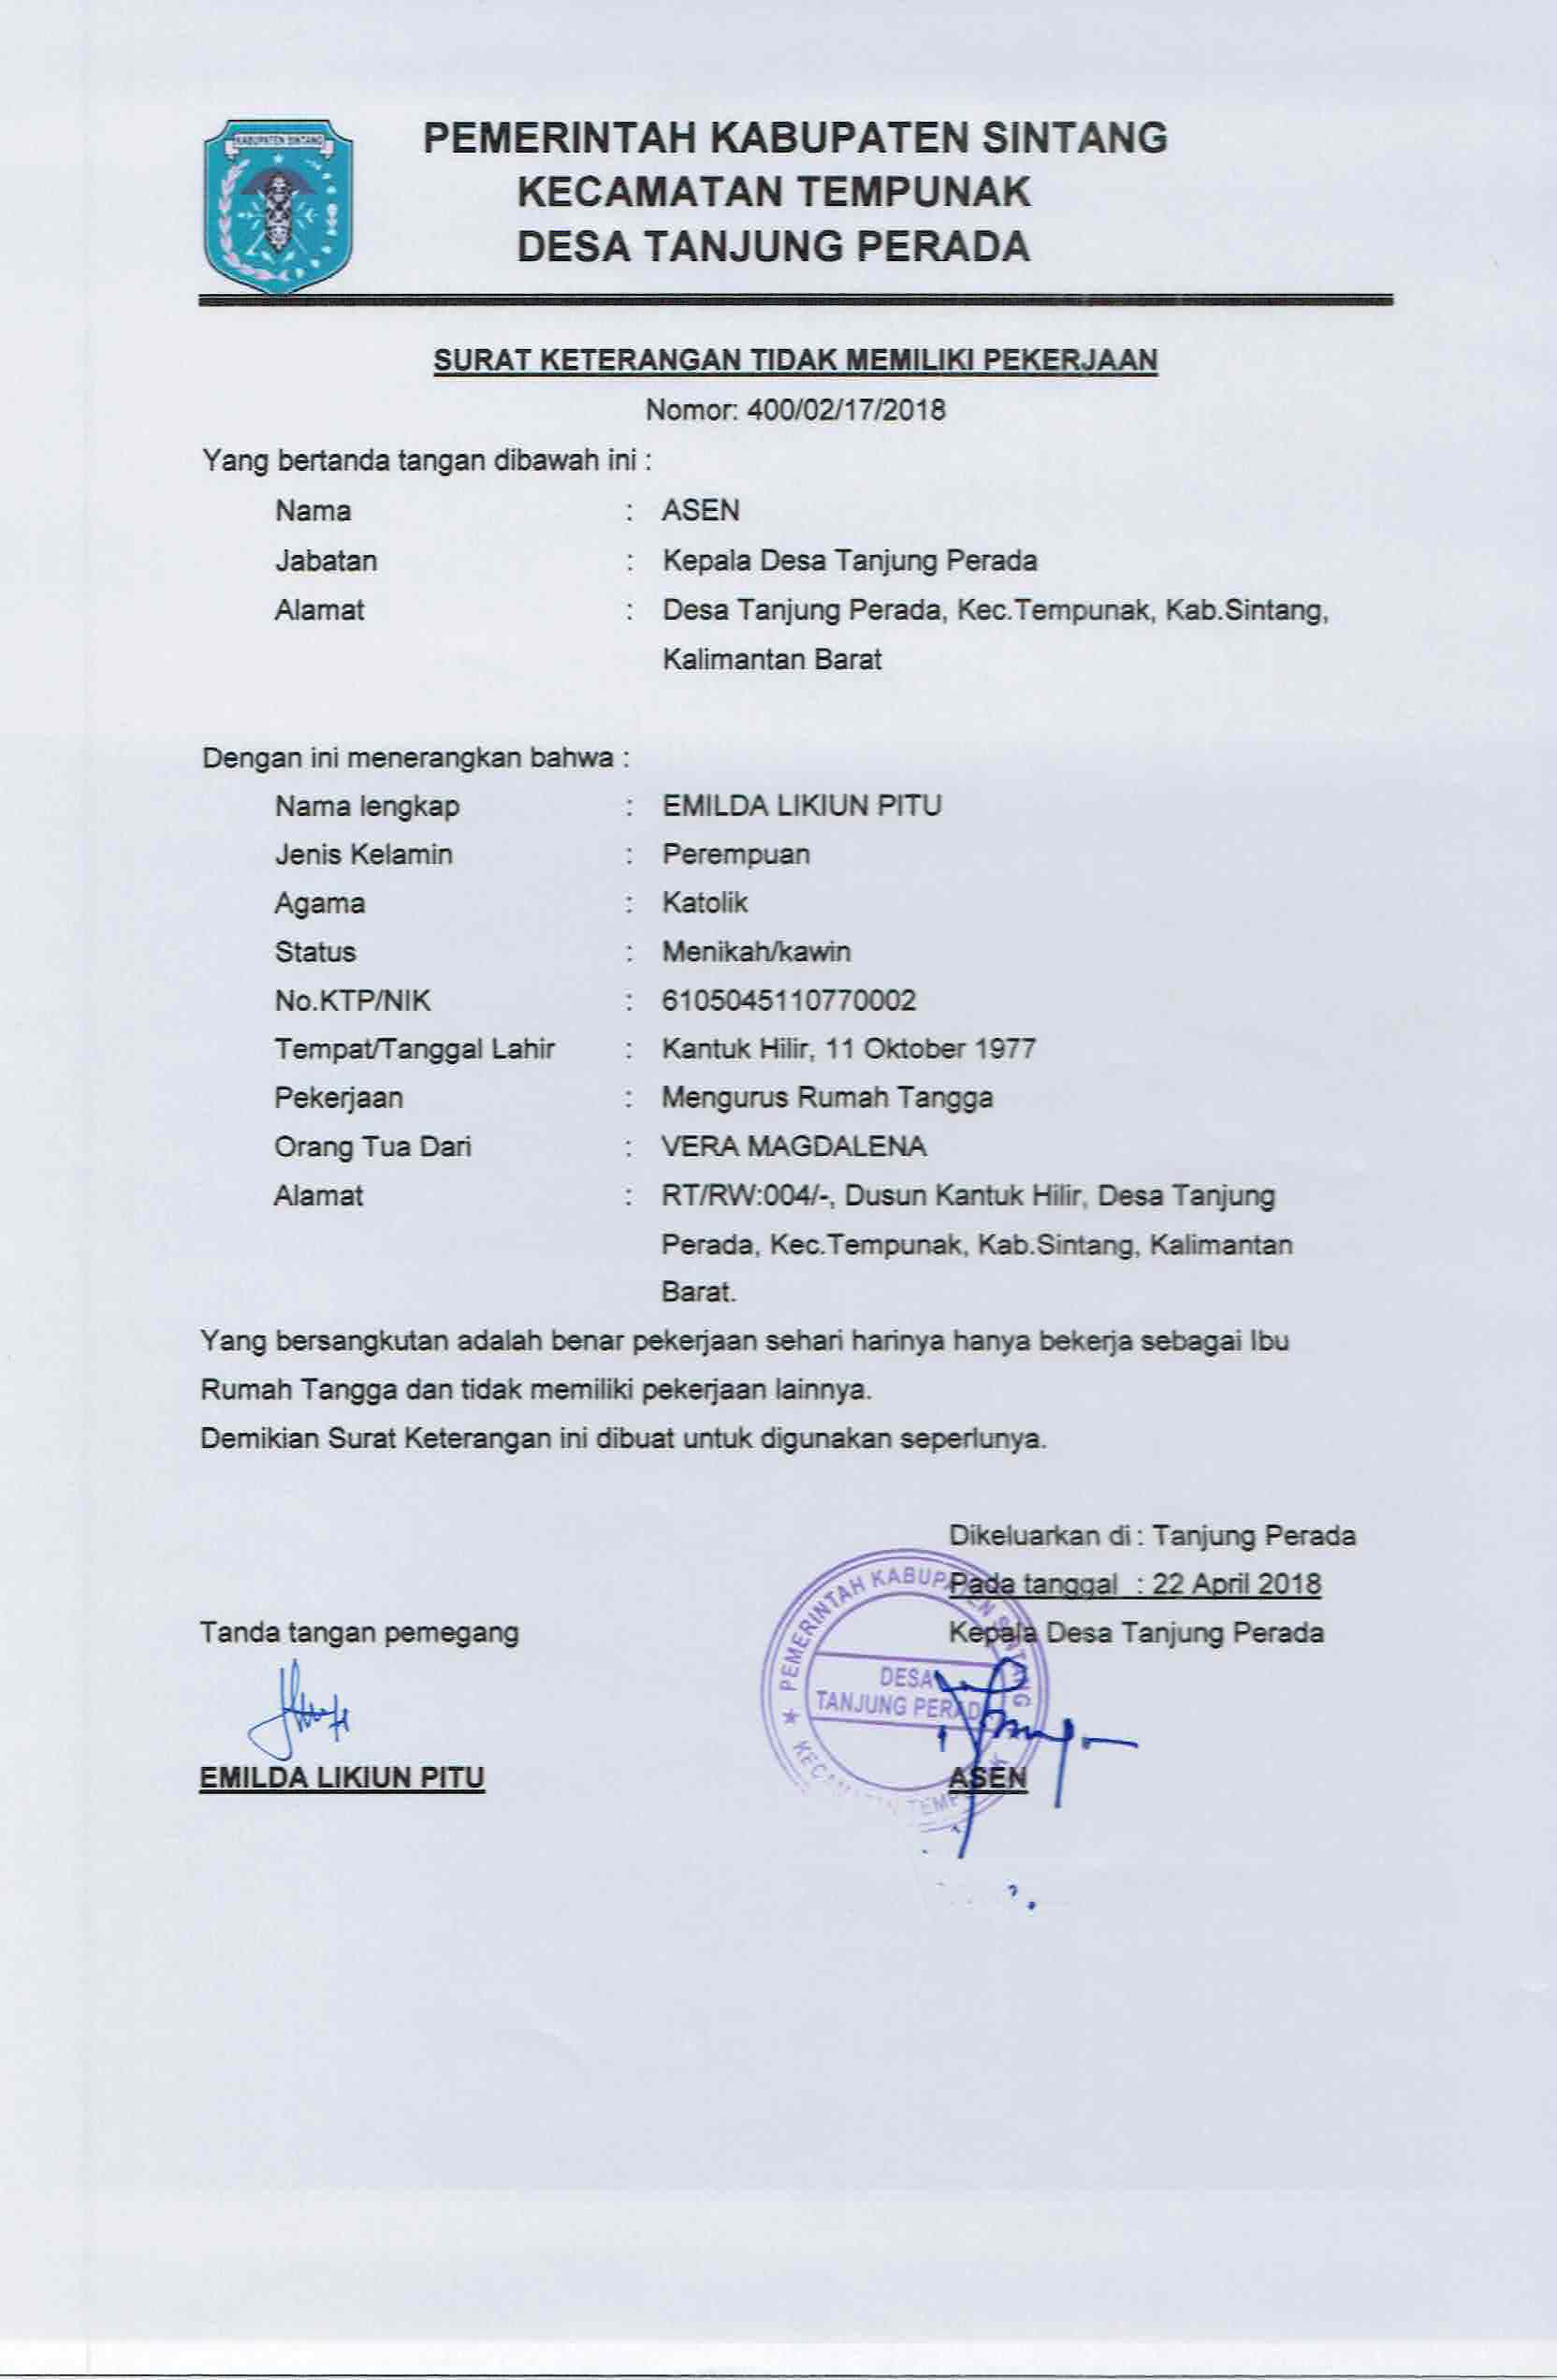 KABUPATEN SINTANG
PEMERINTAH KABUPATEN SINTANG
KECAMATAN TEMPUNAK
DESA TANJUNG PERADA
SURAT KETERANGAN TIDAK MEMILIKI PEKERJAAN
Nomor: 400/02/17/2018
Yang bertanda tangan dibawah ini :
Nama : ASEN
Jabatan : Kepala Desa Tanjung Perada
Alamat : Desa Tanjung Perada, Kec.Tempunak, Kab.Sintang,
Kalimantan Barat
Dengan ini menerangkan bahwa :
Nama lengkap : EMILDA LIKIUN PITU
Jenis Kelamin : Perempuan
Agama : Katolik
Status : Menikah/kawin
No.KTP/NIK : 6105045110770002
Tempat/Tanggal Lahir : Kantuk Hilir, 11 Oktober 1977
Pekerjaan : Mengurus Rumah Tangga
Orang Tua Dari : VERA MAGDALENA
Alamat : RT/RW:004/-, Dusun Kantuk Hilir, Desa Tanjung
Perada, Kec.Tempunak, Kab.Sintang, Kalimantan
Barat.
Yang bersangkutan adalah benar pekerjaan sehari harinya hanya bekerja sebagai Ibu
Rumah Tangga dan tidak memiliki pekerjaan lainnya.
Demikian Surat Keterangan ini dibuat untuk digunakan seperlunya.
Dikeluarkan di : Tanjung Perada
Pada tanggal : 22 April 2018
Tanda tangan pemegang
Kepala Desa Tanjung Perada
PEMERINTAH KABUPATEN SINTANG
DESA
TANJUNG PERADA
EMILDA LIKIUN PITU
ASEN